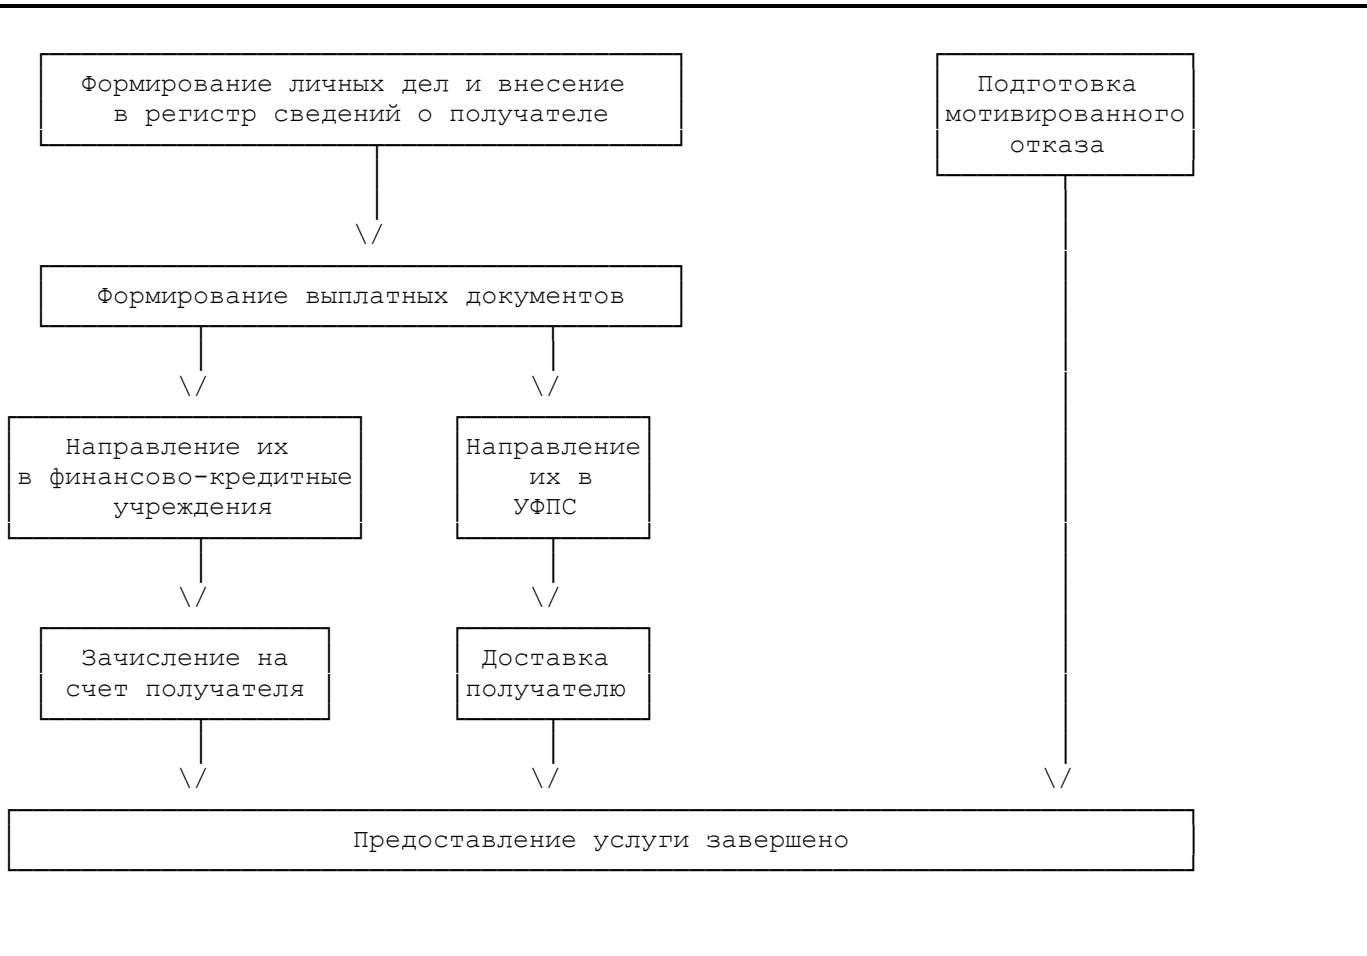 Формирование личных дел и внесение
в регистр сведений о получателе
Подготовка
мотивированного
отказа
\/
Формирование выплатных документов
\/ \/
Направление их
в финансово-кредитные
учреждения
Направление
их в
УФПС
\/ \/
Зачисление на
счет получателя
Доставка
получателю
\/ \/ \/
Предоставление услуги завершено